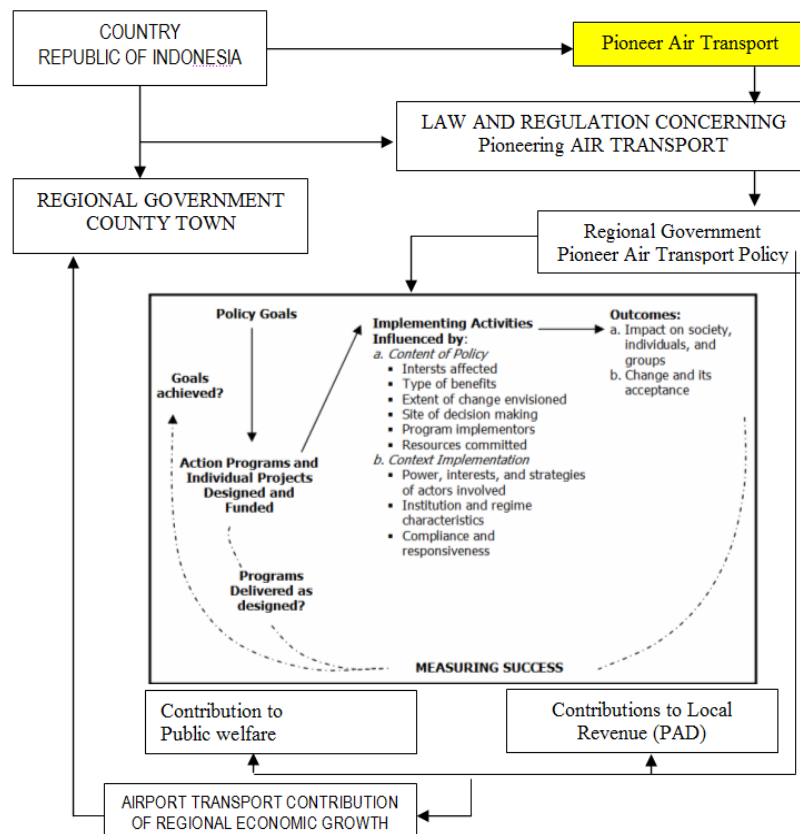 COUNTRY
REPUBLIC OF INDONESIA
Pioneer Air Transport
LAW AND REGULATION CONCERNING
Pioneering AIR TRANSPORT
REGIONAL GOVERNMENT
COUNTY TOWN
Regional Government
Pioneer Air Transport Policy
Policy Goals
Goals
achieved?
Action Programs and
Individual Projects
Designed and
Funded
Programs
Delivered as
designed?
Implementing Activities
Influenced by:
a. Content of Policy
▪ Intersts affected
▪ Type of benefits
▪ Extent of change envisioned
▪ Site of decision making
▪ Program implementors
▪ Resources committed
b. Context Implementation
▪ Power, interests, and strategies
of actors involved
▪ Institution and regime
characteristics
▪ Compliance and
responsiveness
Outcomes:
a. Impact on society,
individuals, and
groups
b. Change and its
acceptance
MEASURING SUCCESS
Contribution to
Public welfare
Contributions to Local
Revenue (PAD)
AIRPORT TRANSPORT CONTRIBUTION
OF REGIONAL ECONOMIC GROWTH